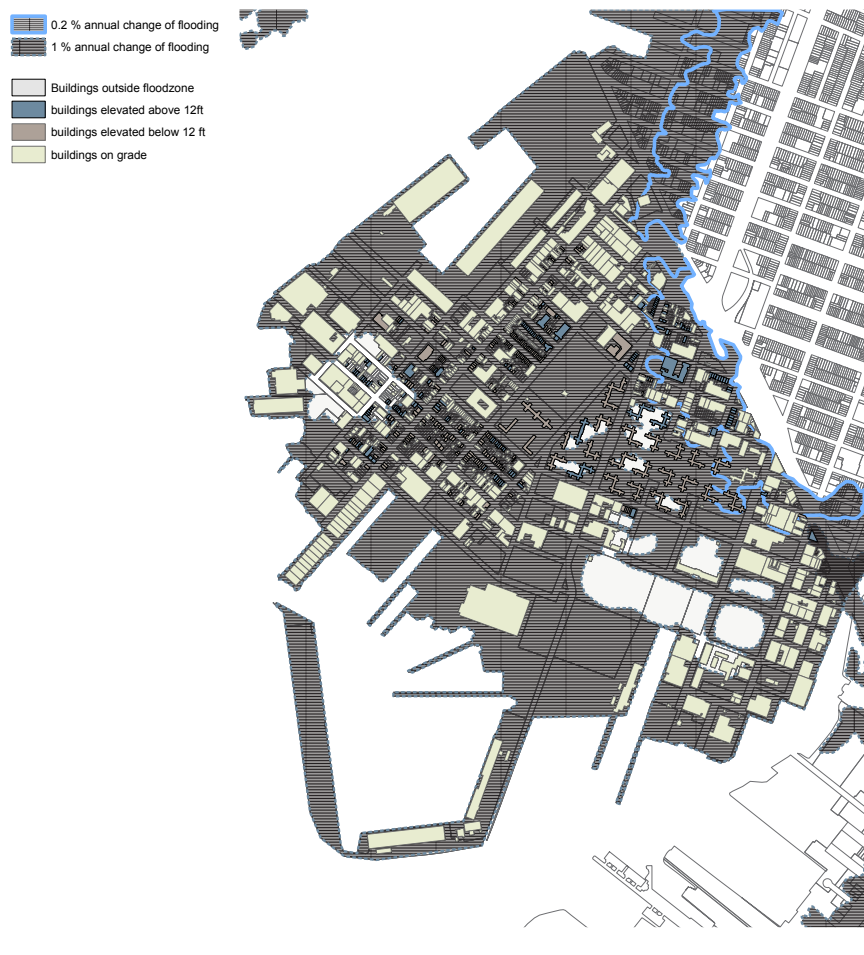 0.2 % annual change of flooding
1 % annual change of flooding
Buildings outside floodzone
buildings elevated above 12ft
buildings elevated below 12 ft
buildings on grade